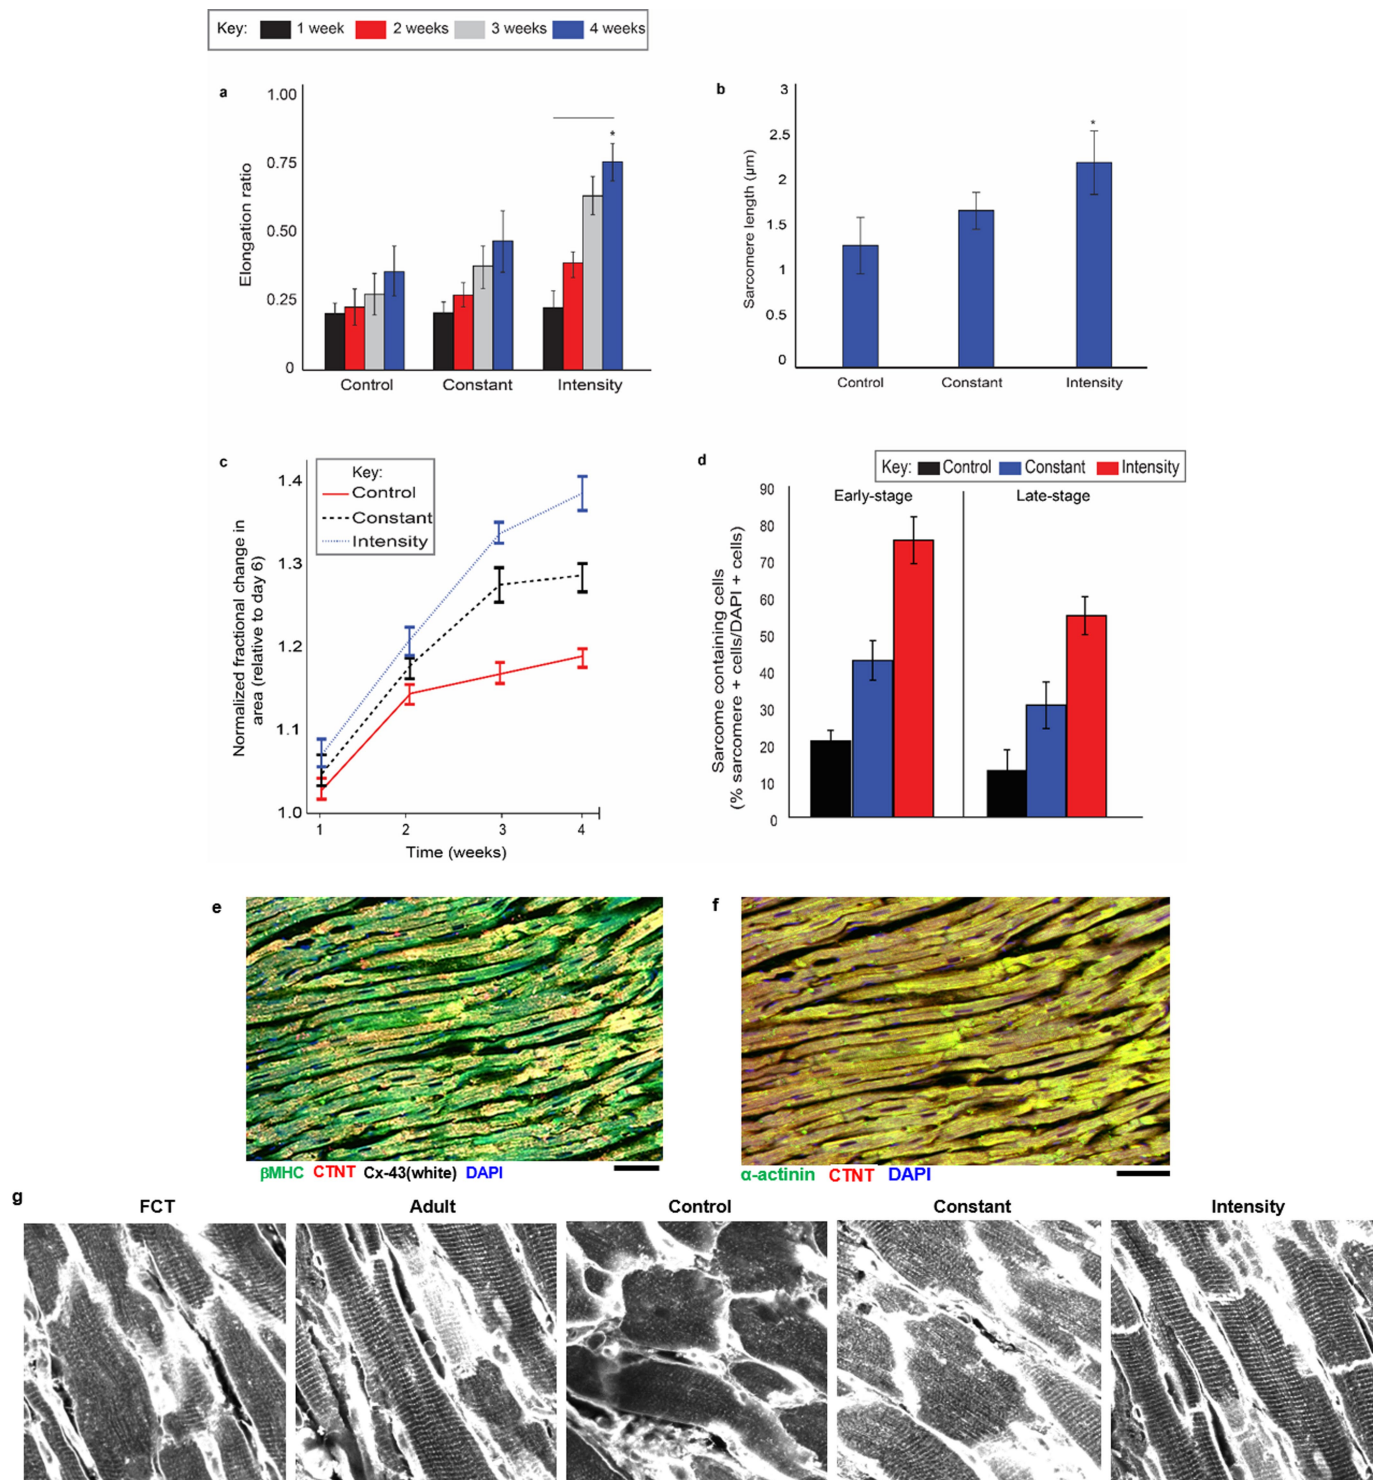 Key: 1 week 2 weeks 3 weeks 4 weeks
a
1.00
0.75
0.50
0.25
0
Elongation ratio
*
Control Constant Intensity
b
3
2.5
2
1.5
1
0.5
0
Sarcomere length (µm)
*
Control Constant Intensity
c
Key:
Control
Constant
Intensity
1.4
1.3
1.2
1.1
1.0
Normalized fractional change in
area (relative to day 6)
1 2 3 4
Time (weeks)
d
Key: Control Constant Intensity
Early-stage Late-stage
90
80
70
60
50
40
30
20
10
0
Sarcome containing cells
(% sarcomere + cells/DAPI + cells)
e
βMHC CTNT Cx-43(white) DAPI
f
α-actinin CTNT DAPI
g
FCT Adult Control Constant Intensity